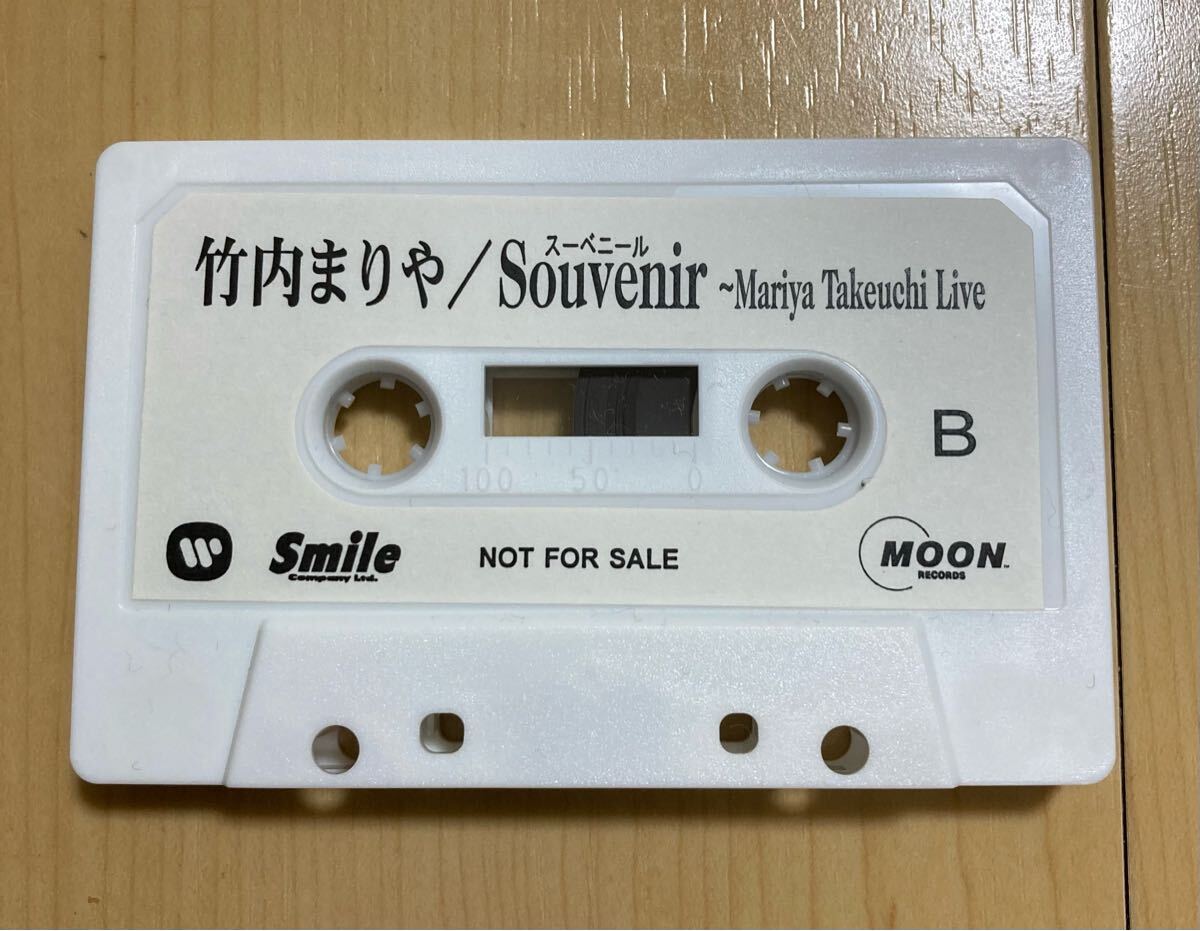 スーベニール
竹内まりや/Souvenir ~Mariya Takeuchi Live
B
100 50 0
W Smile Company Ltd. NOT FOR SALE MOON™ RECORDS